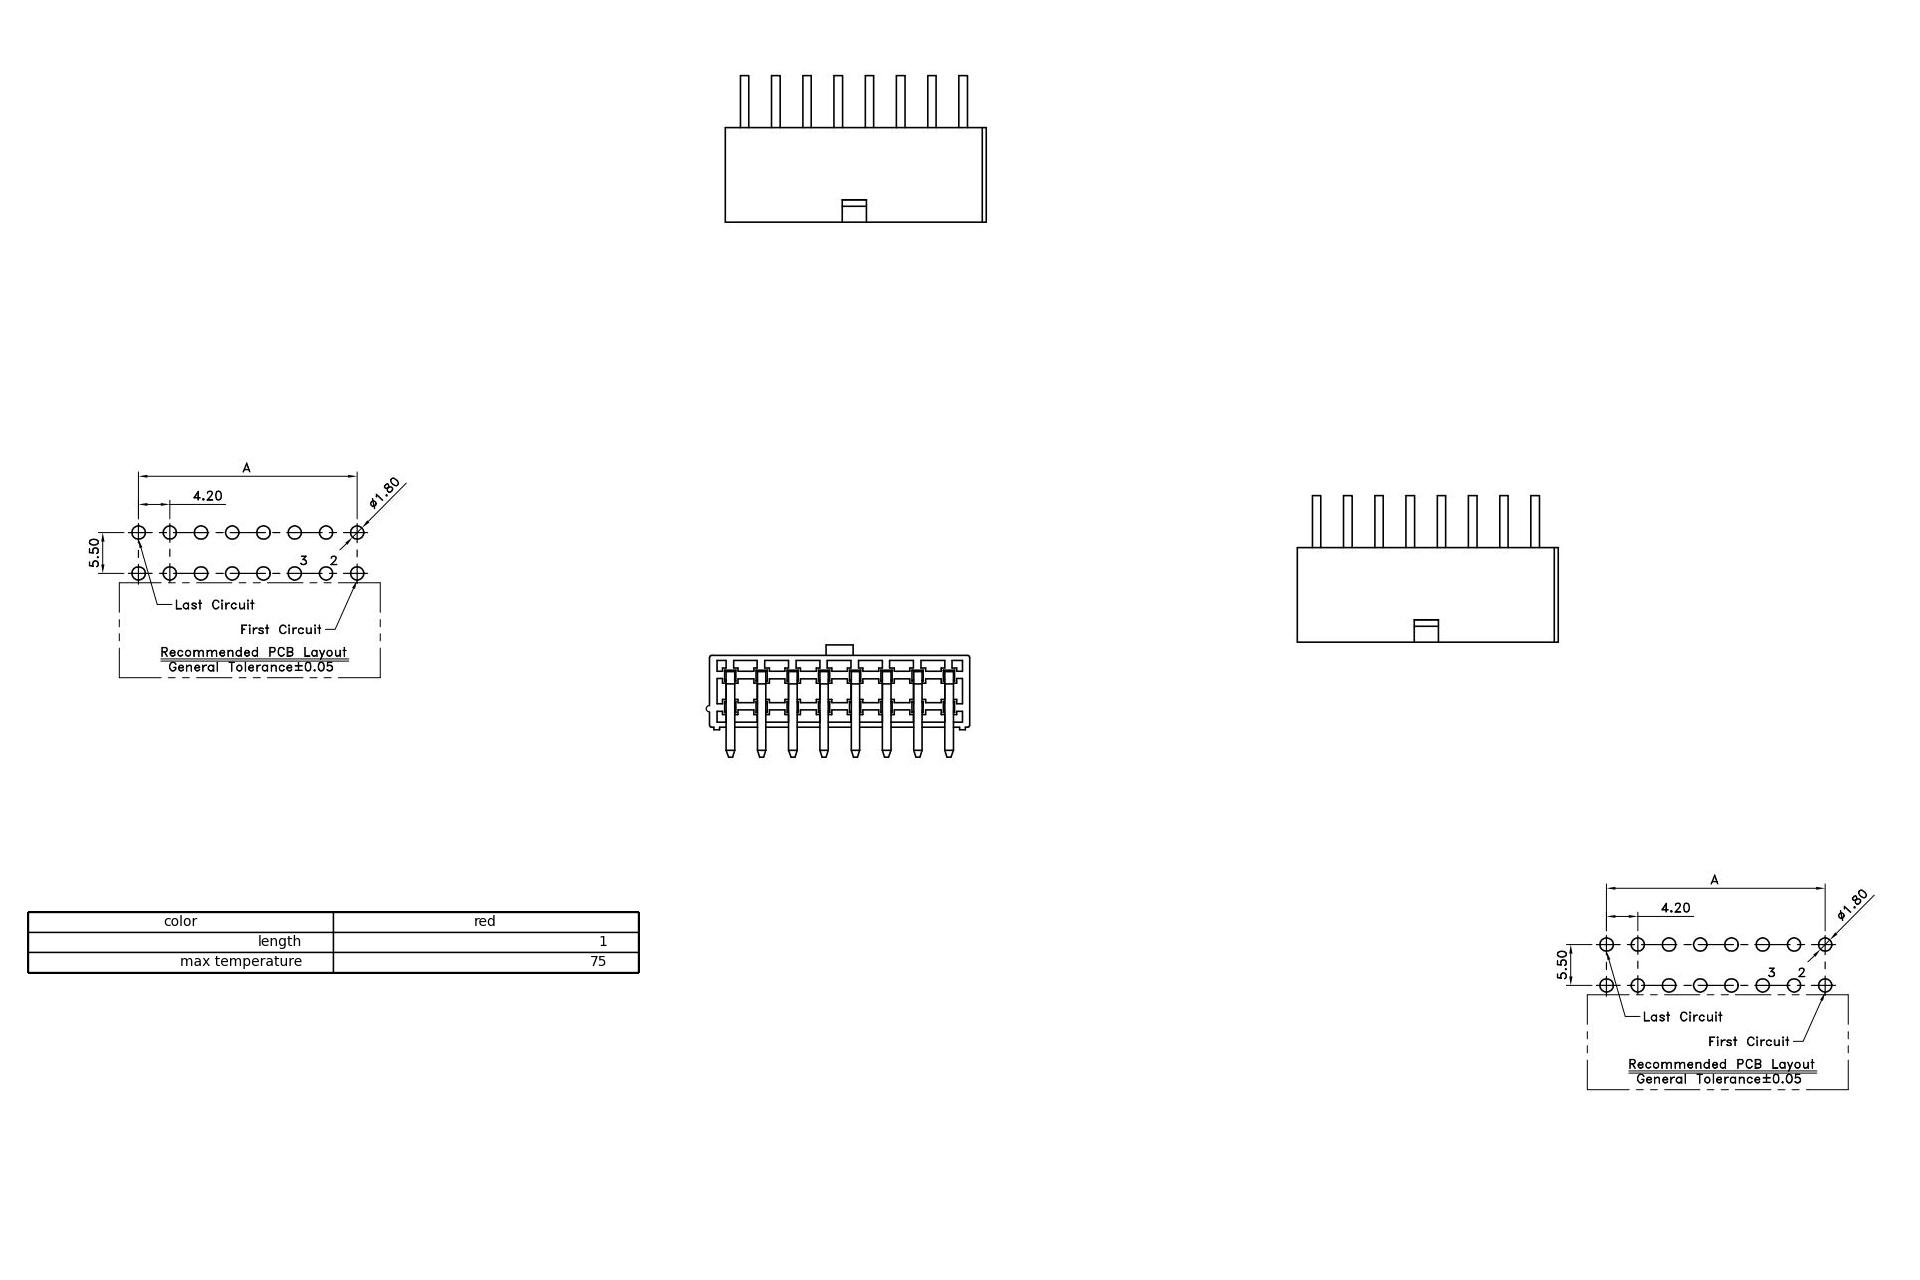 A
4.20
ø1.80
5.50
3 2
Last Circuit
First Circuit
Recommended PCB Layout
General Tolerance±0.05
color red
length 1
max temperature 75
A
4.20
ø1.80
5.50
3 2
Last Circuit
First Circuit
Recommended PCB Layout
General Tolerance±0.05